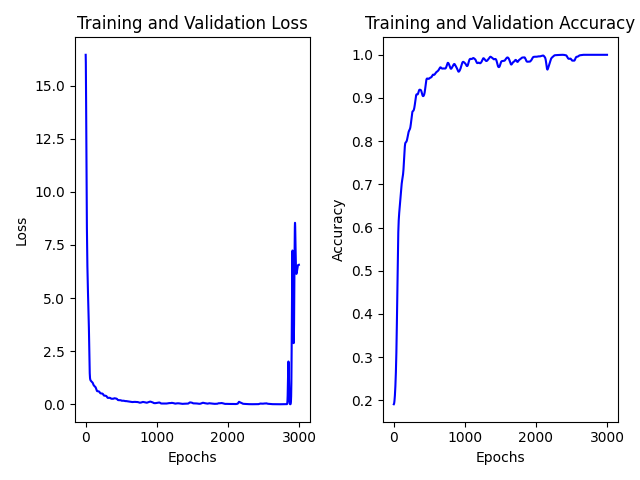 Training and Validation Loss
15.0
12.5
10.0
7.5
5.0
2.5
0.0
Loss
0 1000 2000 3000
Epochs
Training and Validation Accuracy
1.0
0.9
0.8
0.7
0.6
0.5
0.4
0.3
0.2
Accuracy
0 1000 2000 3000
Epochs